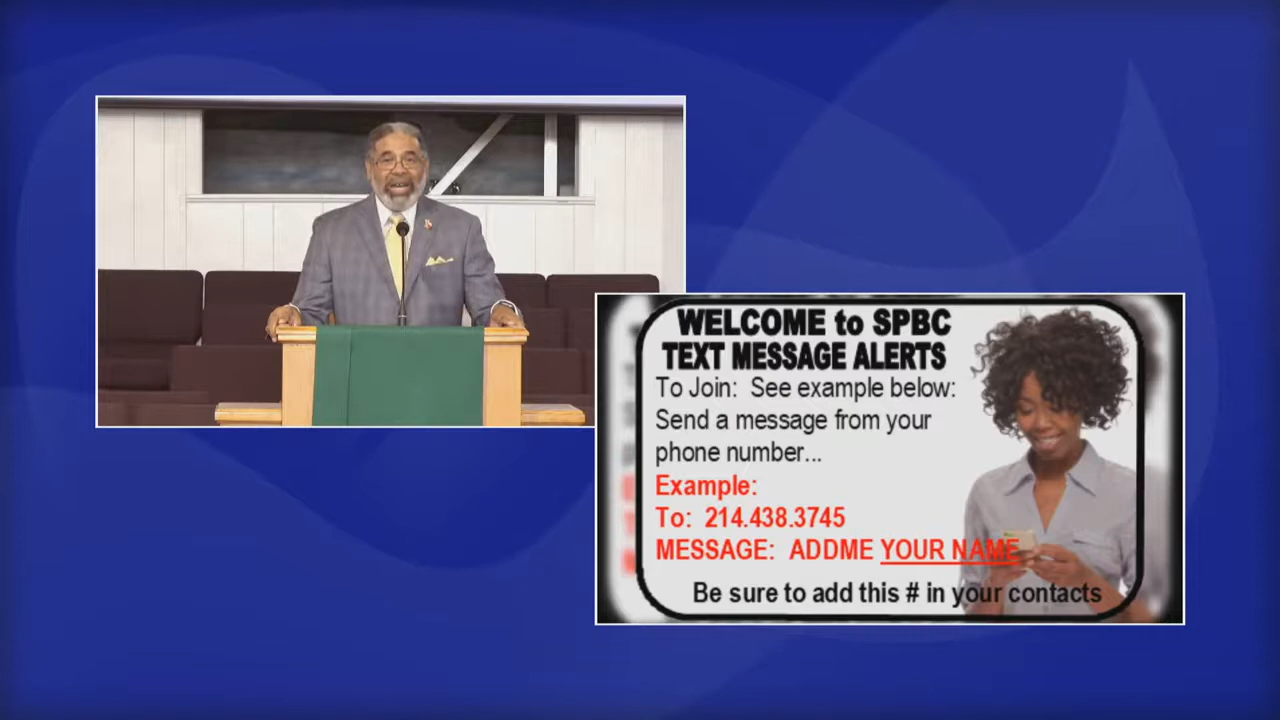 WELCOME to SPBC
TEXT MESSAGE ALERTS
To Join:  See example below:
Send a message from your
phone number...
Example:
To:  214.438.3745
MESSAGE:  ADDME YOUR NAME
Be sure to add this # in your contacts